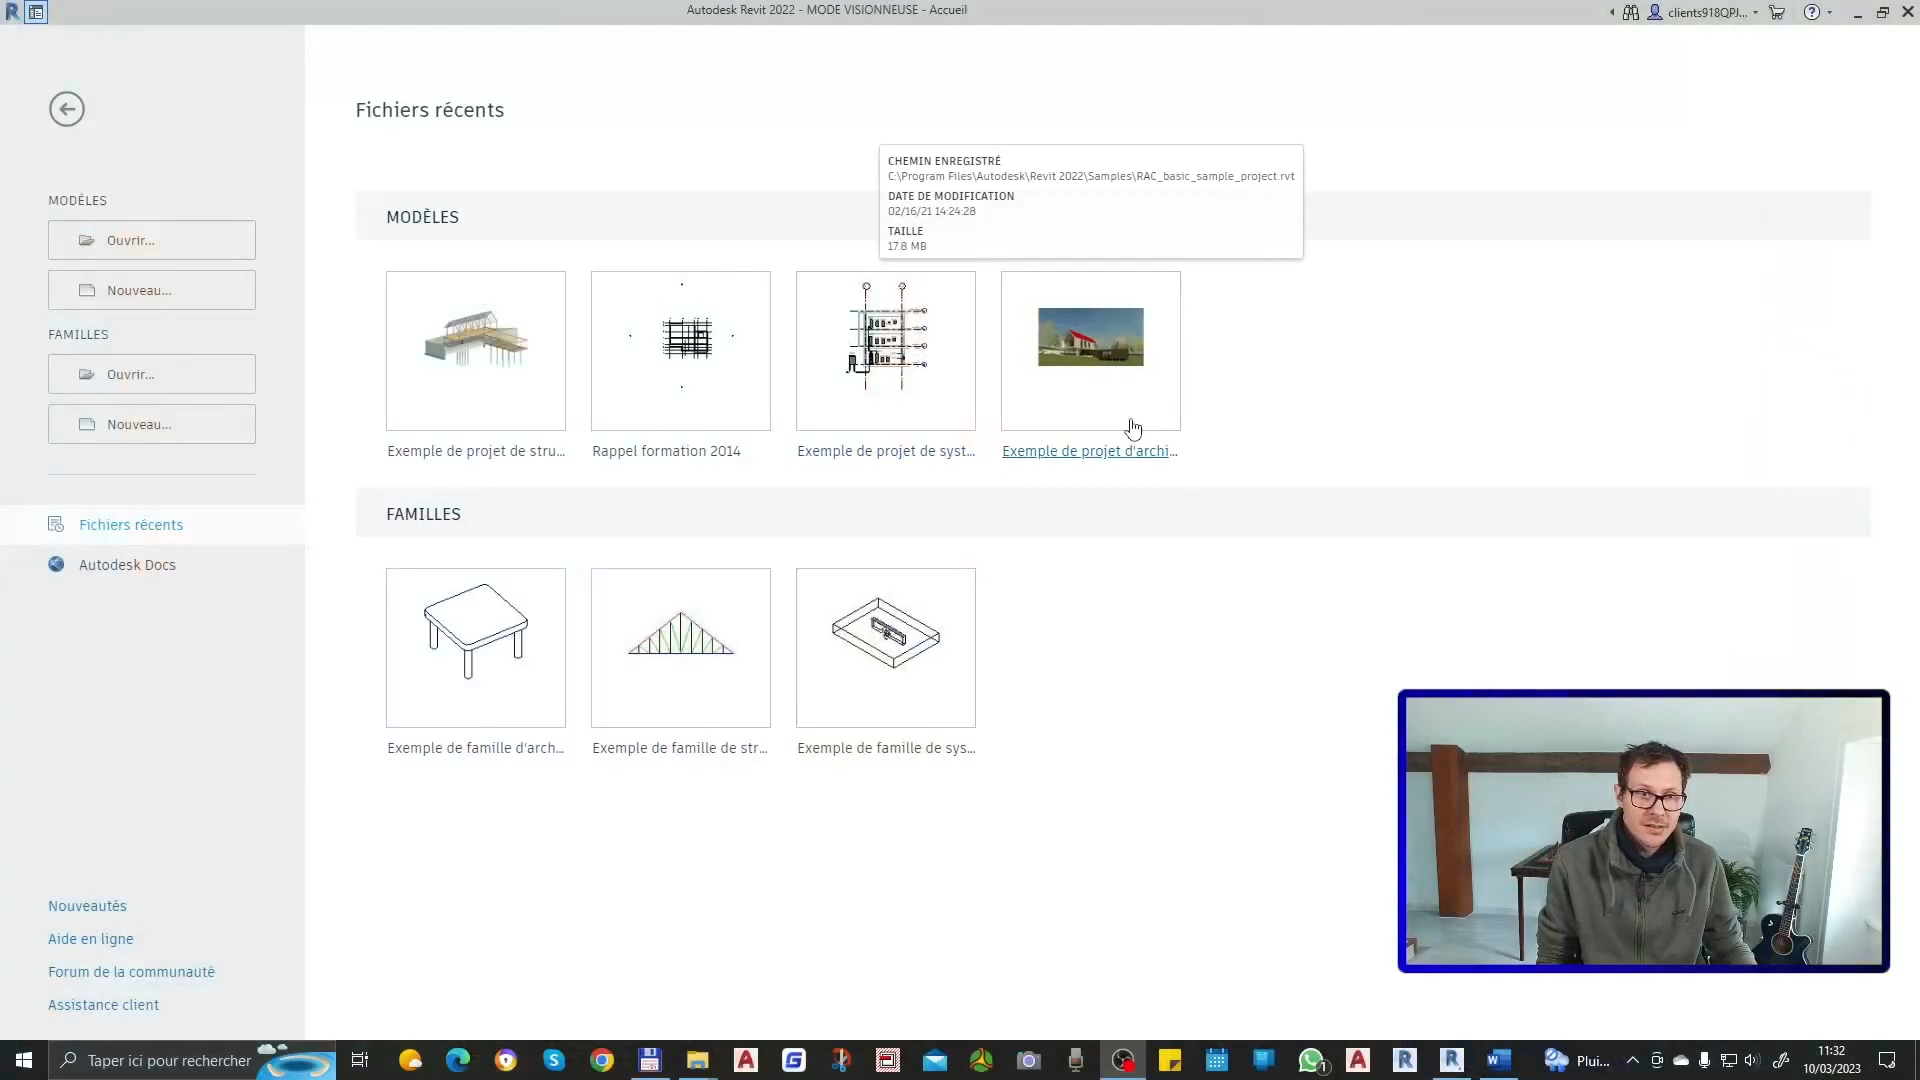 Autodesk Revit 2022 - MODE VISIONNEUSE - Accueil
clients918QPJ...
Fichiers récents
CHEMIN ENREGISTRÉ
C:\Program Files\Autodesk\Revit 2022\Samples\RAC_basic_sample_project.rvt
DATE DE MODIFICATION
02/16/21 14:24:28
TAILLE
17.8 MB
MODÈLES
Ouvrir...
Nouveau...
FAMILLES
Ouvrir...
Nouveau...
Fichiers récents
Autodesk Docs
MODÈLES
Exemple de projet de stru...
Rappel formation 2014
Exemple de projet de syst...
Exemple de projet d'archi...
FAMILLES
Exemple de famille d'arch...
Exemple de famille de str...
Exemple de famille de sys...
Nouveautés
Aide en ligne
Forum de la communauté
Assistance client
Taper ici pour rechercher
Plui...
11:32
10/03/2023